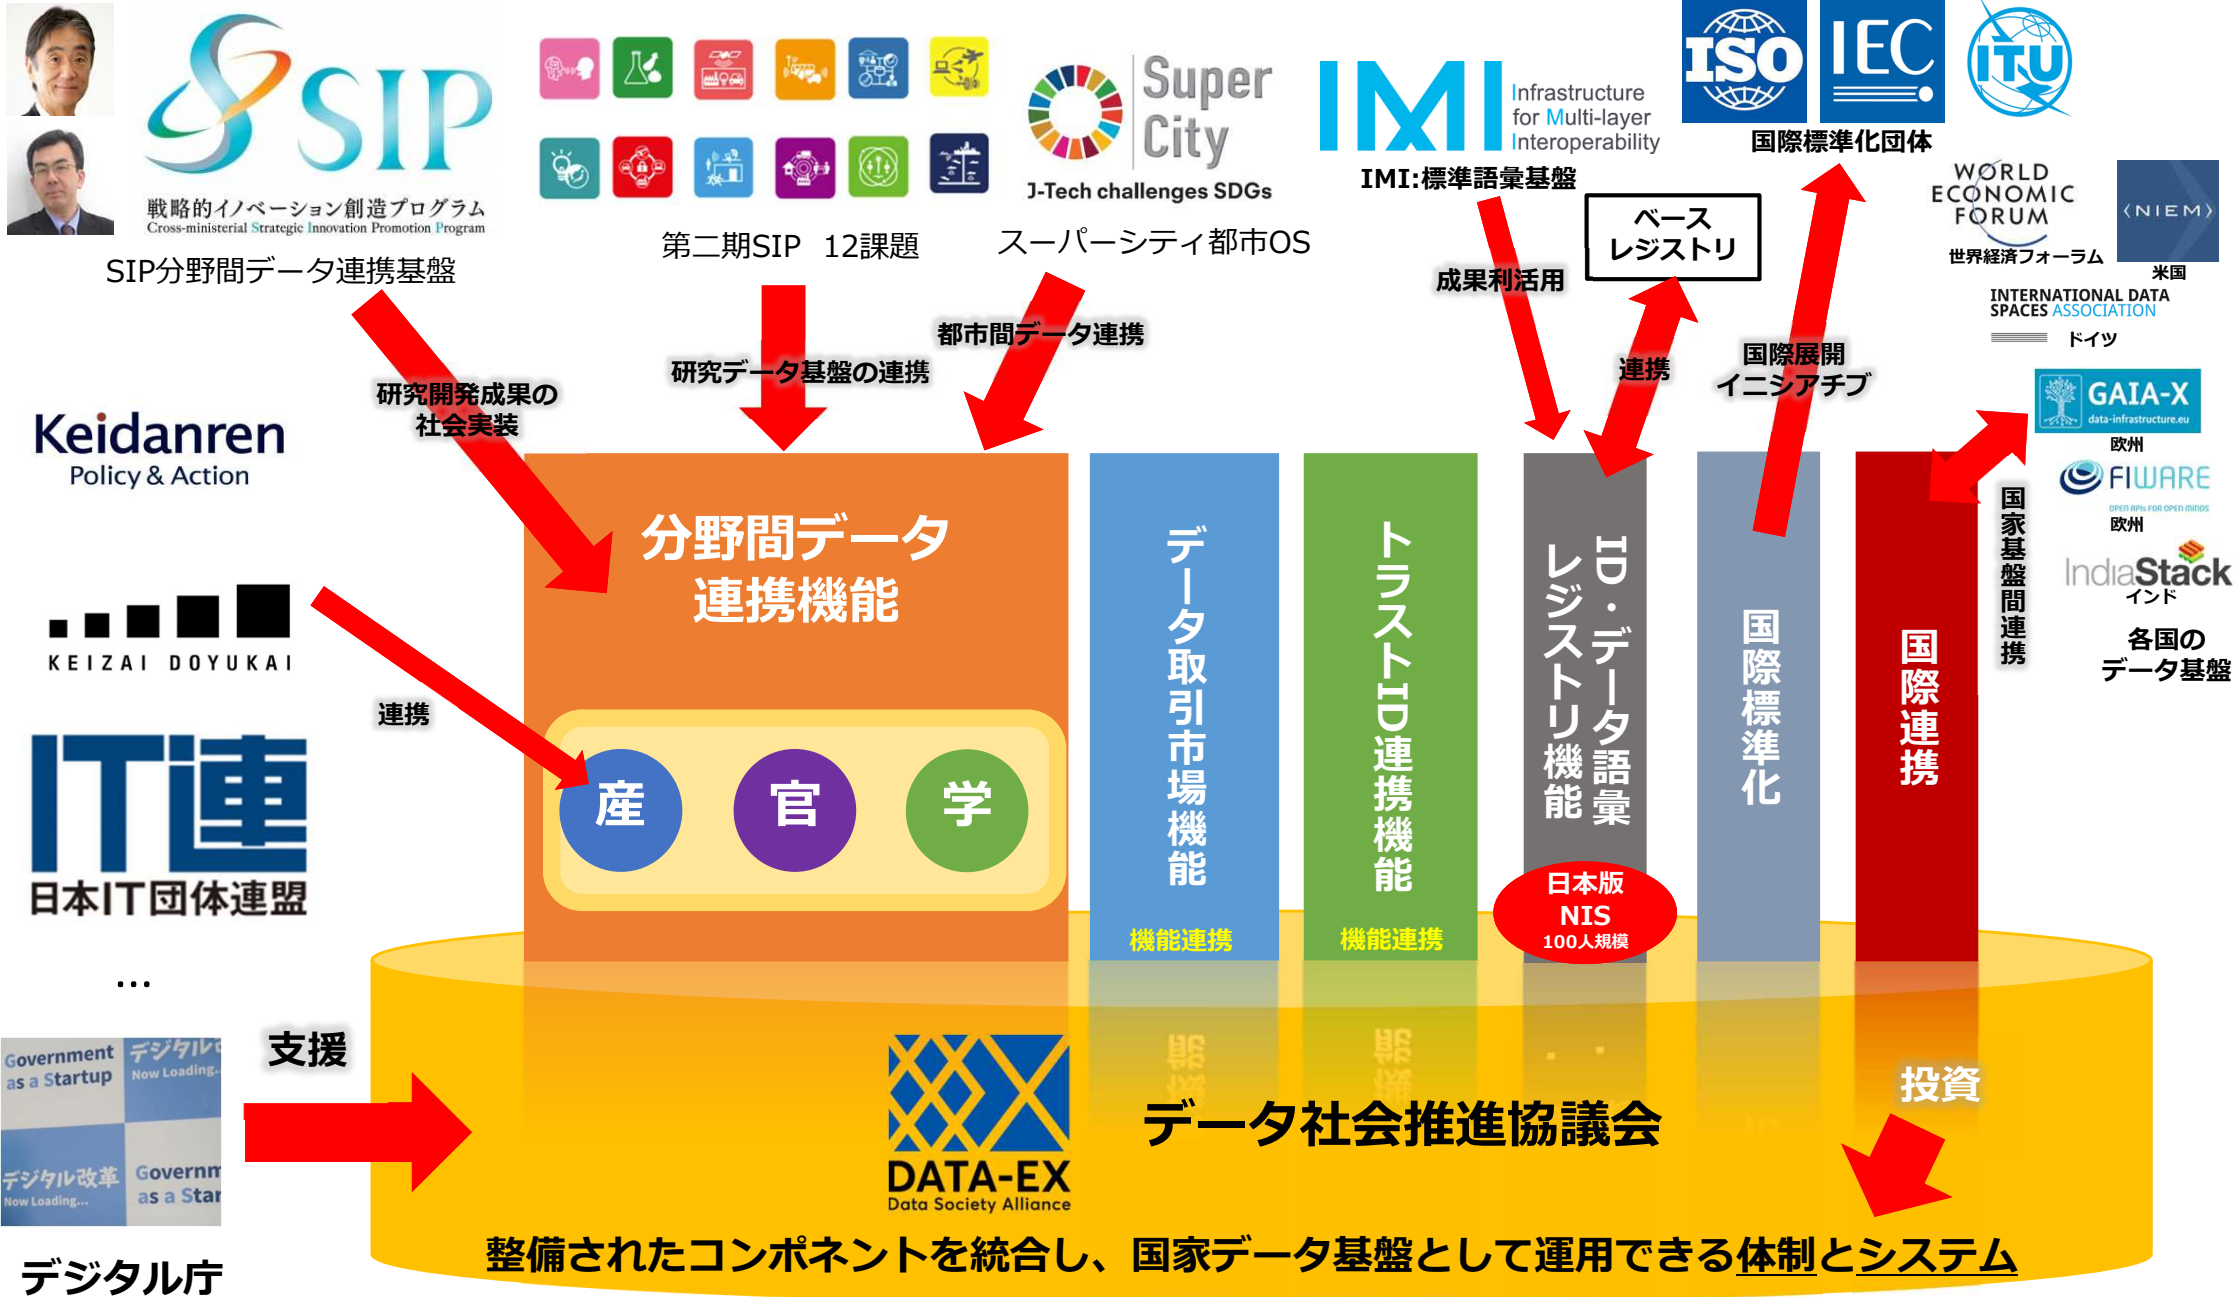 SIP
戦略的イノベーション創造プログラム
Cross-ministerial Strategic Innovation Promotion Program
SIP分野間データ連携基盤
第二期SIP 12課題
Super
City
J-Tech challenges SDGs
スーパーシティ都市OS
IMI
Infrastructure
for Multi-layer
Interoperability
IMI:標準語彙基盤
ISO
IEC
ITU
国際標準化団体
ベース
レジストリ
WORLD
ECONOMIC
FORUM
世界経済フォーラム
NIEM
米国
INTERNATIONAL DATA
SPACES ASSOCIATION
ドイツ
GAIA-X
data-infrastructure.eu
欧州
FIWARE
OPEN APIs FOR OPEN MINDS
欧州
IndiaStack
インド
各国の
データ基盤
研究開発成果の
社会実装
研究データ基盤の連携
都市間データ連携
成果利活用
連携
国際展開
イニシアチブ
国家基盤間連携
Keidanren
Policy & Action
KEIZAI DOYUKAI
連携
IT連
日本IT団体連盟
...
分野間データ
連携機能
産
官
学
データ取引市場機能
機能連携
トラストID連携機能
機能連携
ID・データ語彙
レジストリ機能
日本版
NIS
100人規模
国際標準化
国際連携
Government
as a Startup
デジタル
Now Loading..
デジタル改革
Now Loading...
Governm
as a Star
デジタル庁
支援
DATA-EX
Data Society Alliance
データ社会推進協議会
投資
整備されたコンポネントを統合し、国家データ基盤として運用できる体制とシステム